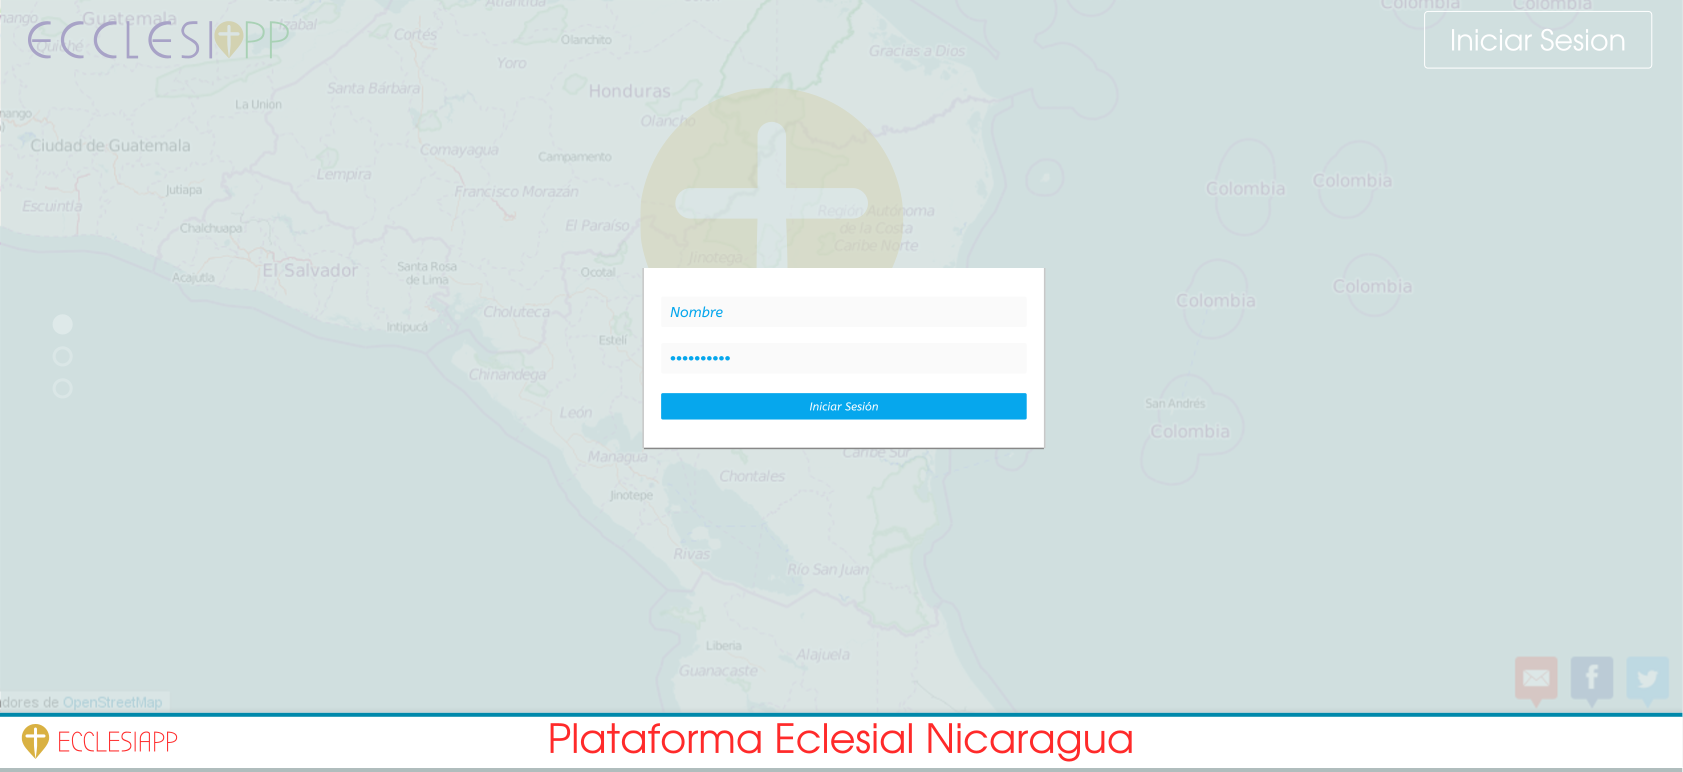 Guatemala
Izabal
Atlántida
Colombia
Colombia
ECCLESIAPP
Quiché
Cortés
Olanchito
Gracias a Dios
Iniciar Sesion
Yoro
Santa Bárbara
Honduras
La Unión
Olancho
Ciudad de Guatemala
Comayagua
Campamento
Lempira
Jutiapa
Francisco Morazán
Colombia
Colombia
Escuintla
Chalchuapa
El Paraíso
Región Autónoma
de la Costa
Caribe Norte
Jinotega
Acajutla
El Salvador
Santa Rosa
de Lima
Ocotal
Colombia
Colombia
Nombre
Choluteca
Intipucá
Estelí
••••••••••
Chinandega
Iniciar Sesión
León
San Andrés
Colombia
Managua
Caribe Sur
Chontales
Jinotepe
Rivas
Río San Juan
Liberia
Alajuela
Guanacaste
dores de OpenStreetMap
ECCLESIAPP
Plataforma Eclesial Nicaragua